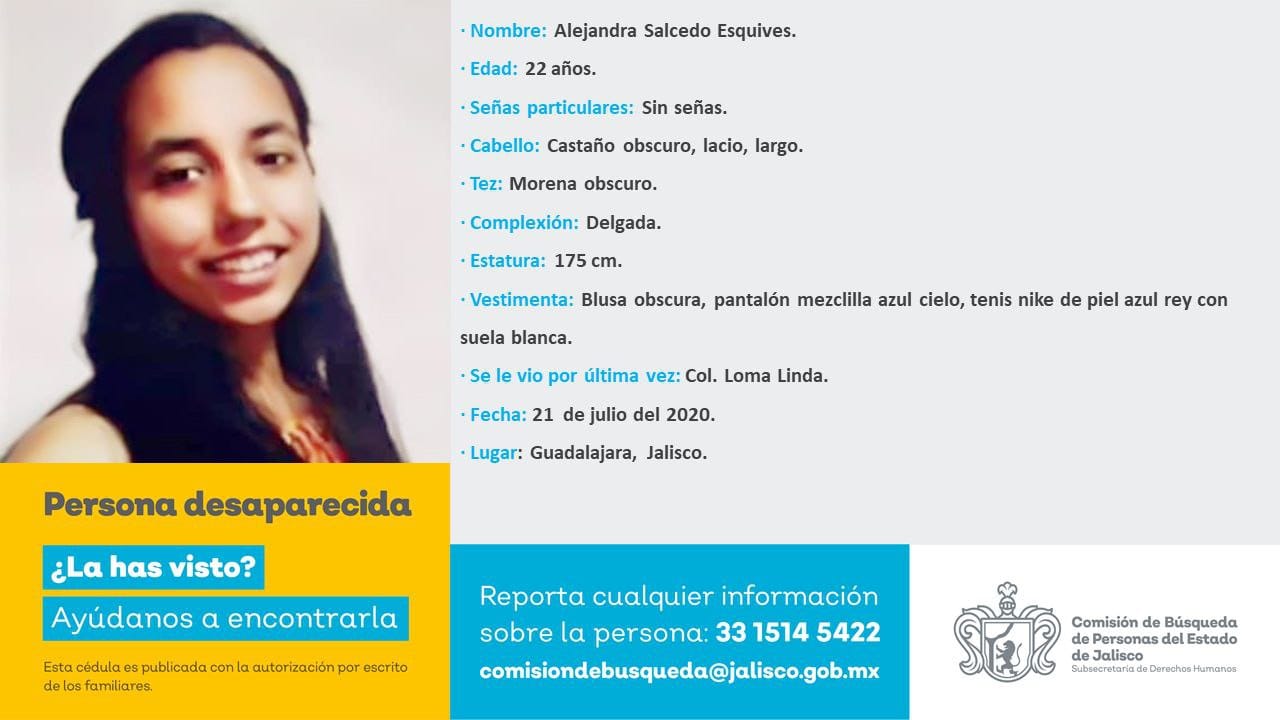 · Nombre: Alejandra Salcedo Esquives.
· Edad: 22 años.
· Señas particulares: Sin señas.
· Cabello: Castaño obscuro, lacio, largo.
· Tez: Morena obscuro.
· Complexión: Delgada.
· Estatura: 175 cm.
· Vestimenta: Blusa obscura, pantalón mezclilla azul cielo, tenis nike de piel azul rey con
suela blanca.
· Se le vio por última vez: Col. Loma Linda.
· Fecha: 21 de julio del 2020.
· Lugar: Guadalajara, Jalisco.
Persona desaparecida
¿La has visto?
Ayúdanos a encontrarla
Esta cédula es publicada con la autorización por escrito
de los familiares.
Reporta cualquier información
sobre la persona: 33 1514 5422
comisiondebusqueda@jalisco.gob.mx
Comisión de Búsqueda
de Personas del Estado
de Jalisco
Subsecretaría de Derechos Humanos